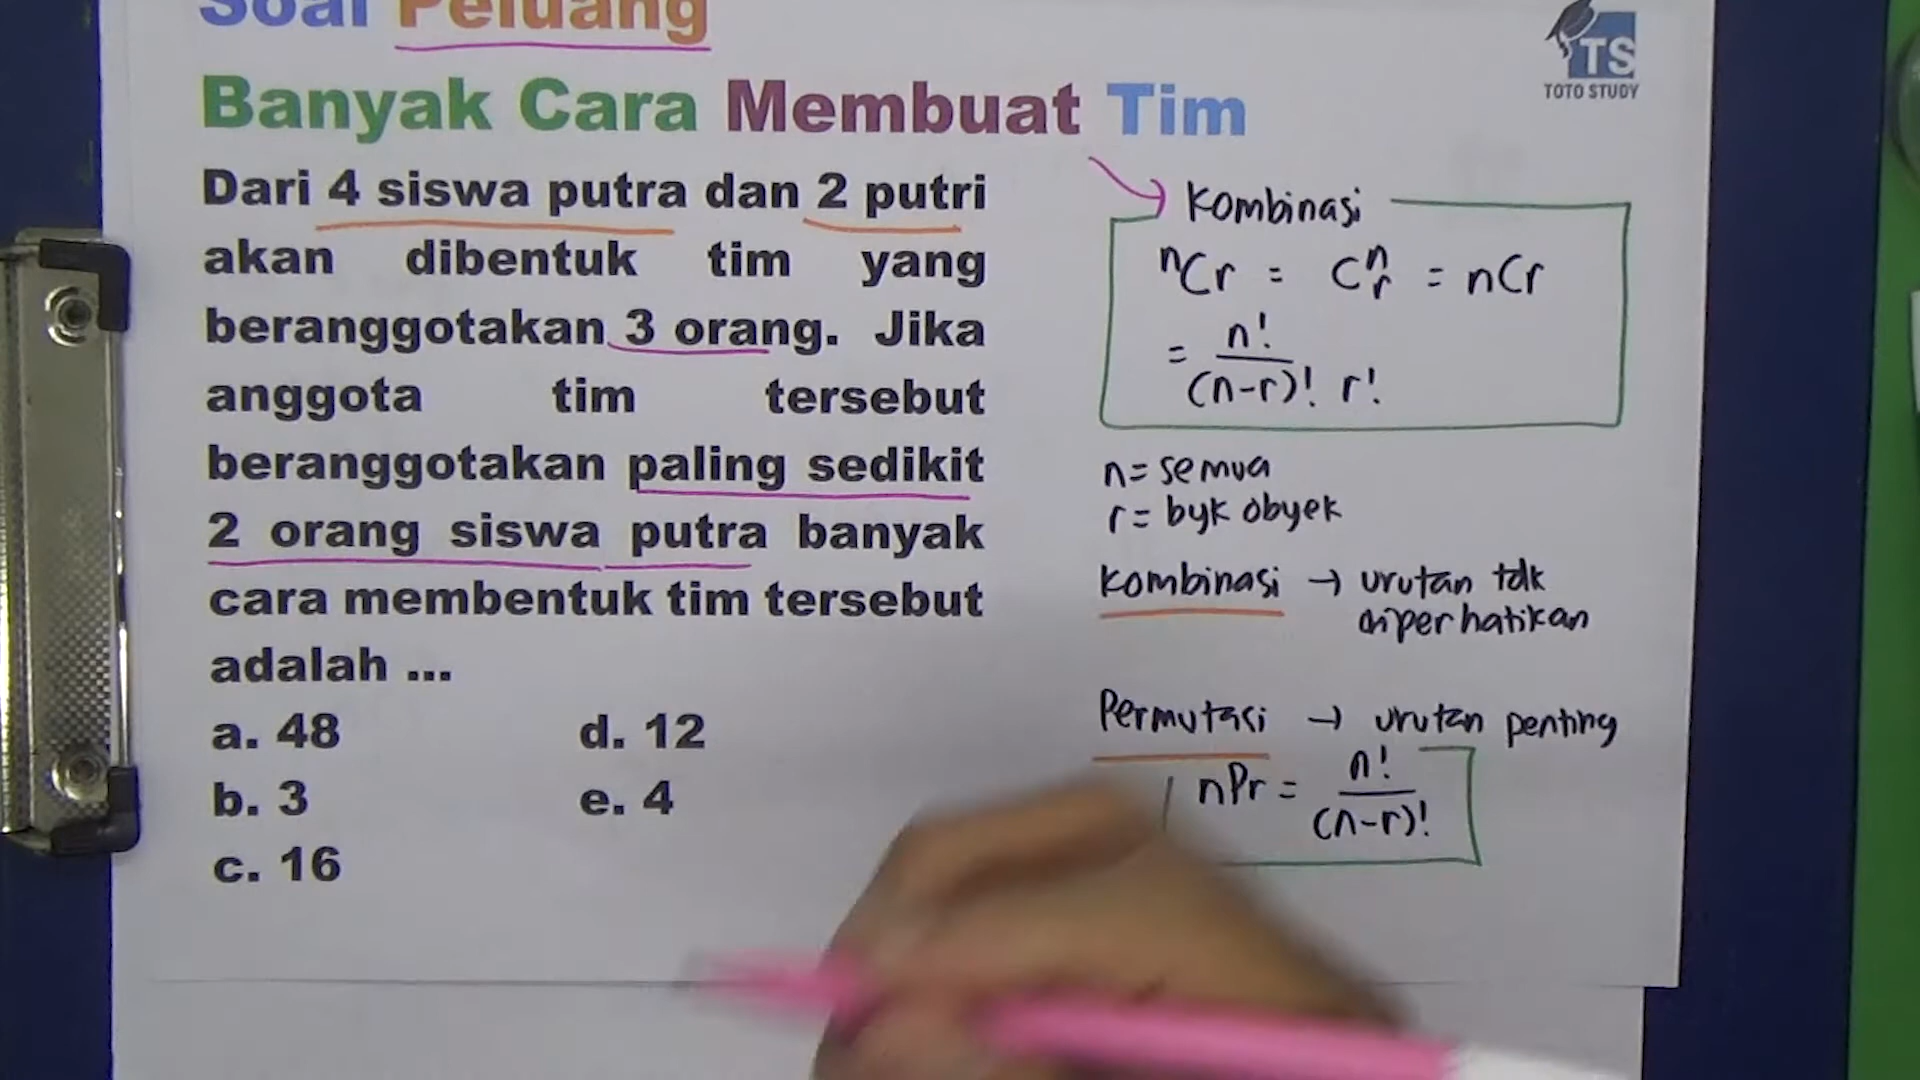 Soal Peluang
Banyak Cara Membuat Tim
TS
TOTO STUDY
Dari 4 siswa putra dan 2 putri
akan dibentuk tim yang
beranggotakan 3 orang. Jika
anggota tim tersebut
beranggotakan paling sedikit
2 orang siswa putra banyak
cara membentuk tim tersebut
adalah ...
a. 48 d. 12
b. 3 e. 4
c. 16
Kombinasi
ⁿCr = Cⁿᵣ = nCr
= n! / (n-r)! r!
n = semua
r = byk obyek
Kombinasi → urutan tdk
diperhatikan
Permutasi → urutan penting
nPr = n! / (n-r)!